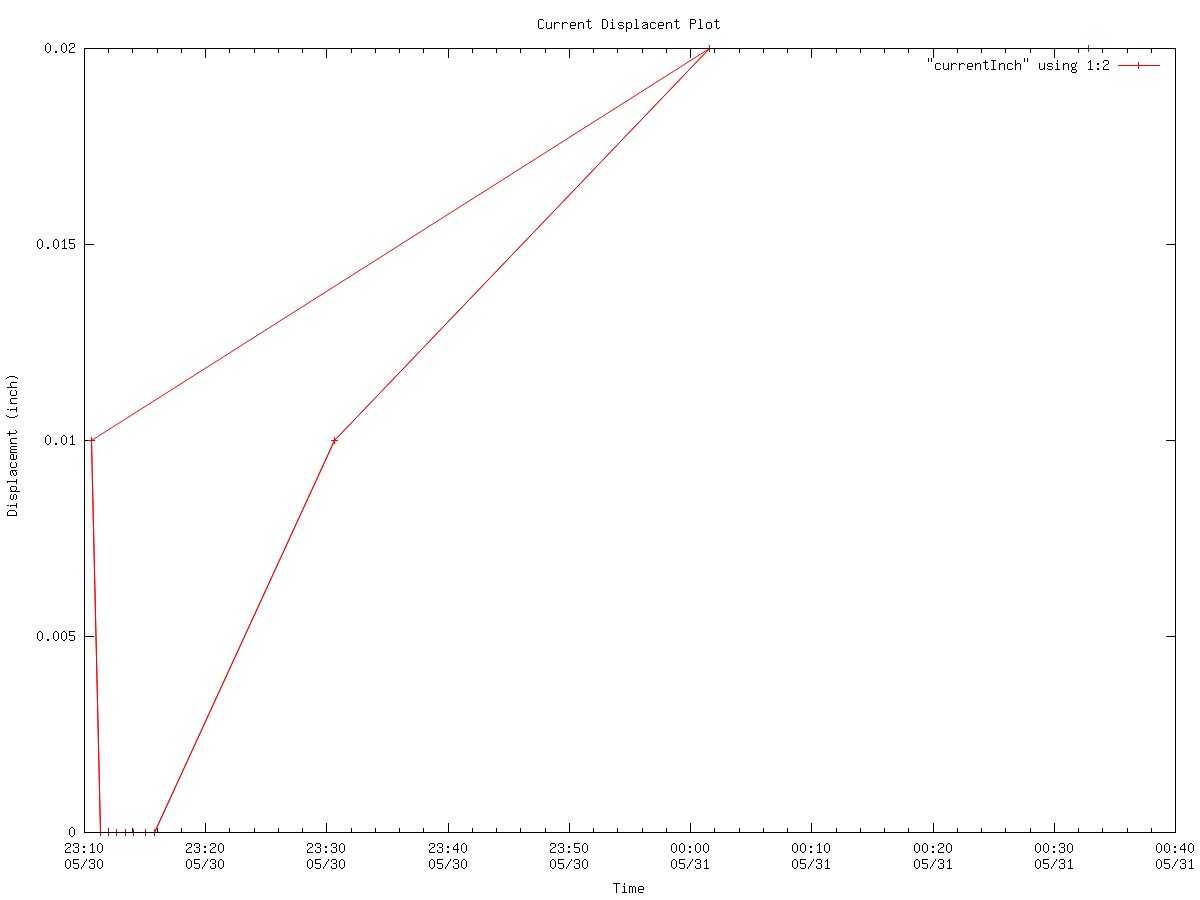 Current Displacent Plot
"currentInch" using 1:2
0.02
0.015
0.01
0.005
0
Displacemnt (inch)
23:10 23:20 23:30 23:40 23:50 00:00 00:10 00:20 00:30 00:40
05/30 05/30 05/30 05/30 05/30 05/31 05/31 05/31 05/31 05/31
Time